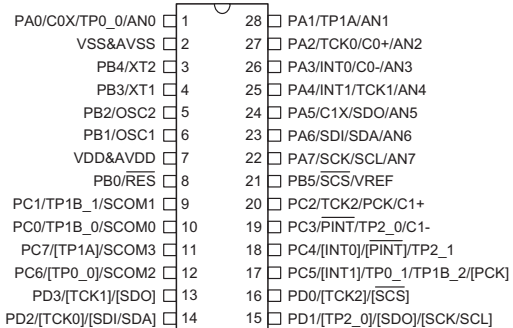 PA0/C0X/TP0_0/AN0 1 28 PA1/TP1A/AN1
VSS&AVSS 2 27 PA2/TCK0/C0+/AN2
PB4/XT2 3 26 PA3/INT0/C0-/AN3
PB3/XT1 4 25 PA4/INT1/TCK1/AN4
PB2/OSC2 5 24 PA5/C1X/SDO/AN5
PB1/OSC1 6 23 PA6/SDI/SDA/AN6
VDD&AVDD 7 22 PA7/SCK/SCL/AN7
PB0/RES 8 21 PB5/SCS/VREF
PC1/TP1B_1/SCOM1 9 20 PC2/TCK2/PCK/C1+
PC0/TP1B_0/SCOM0 10 19 PC3/PINT/TP2_0/C1-
PC7/[TP1A]/SCOM3 11 18 PC4/[INT0]/[PINT]/TP2_1
PC6/[TP0_0]/SCOM2 12 17 PC5/[INT1]/TP0_1/TP1B_2/[PCK]
PD3/[TCK1]/[SDO] 13 16 PD0/[TCK2]/[SCS]
PD2/[TCK0]/[SDI/SDA] 14 15 PD1/[TP2_0]/[SDO]/[SCK/SCL]